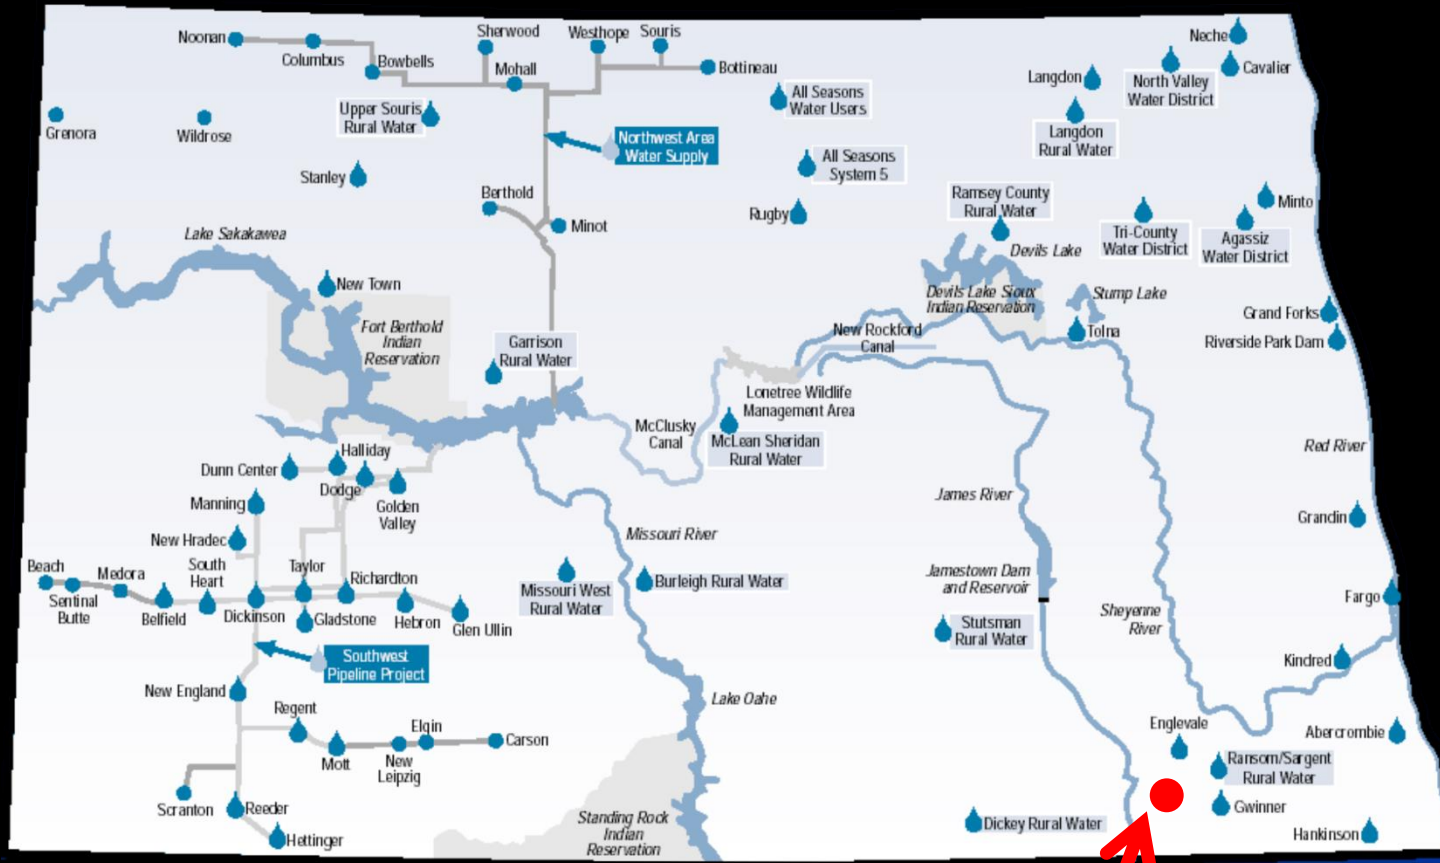 Noonan
Columbus
Bowbells
Sherwood
Mohall
Westhope
Souris
Bottineau
Neche
Cavalier
Langdon
North Valley
Water District
All Seasons
Water Users
Upper Souris
Rural Water
Langdon
Rural Water
Grenora
Wildrose
Northwest Area
Water Supply
All Seasons
System 5
Stanley
Berthold
Minot
Rugby
Ramsey County
Rural Water
Minto
Tri-County
Water District
Agassiz
Water District
Lake Sakakawea
Devils Lake
New Town
Devils Lake Sioux
Indian Reservation
Stump Lake
Grand Forks
Fort Berthold
Indian
Reservation
New Rockford
Canal
Tolna
Riverside Park Dam
Garrison
Rural Water
Lonetree Wildlife
Management Area
McClusky
Canal
McLean Sheridan
Rural Water
Red River
Halliday
Dunn Center
Dodge
Golden
Valley
Manning
James River
Grandin
New Hradec
Missouri River
Beach
Sentinal
Butte
Medora
South
Heart
Taylor
Richardton
Belfield
Dickinson
Gladstone
Hebron
Glen Ullin
Missouri West
Rural Water
Burleigh Rural Water
Jamestown Dam
and Reservoir
Fargo
Sheyenne
River
Stutsman
Rural Water
Southwest
Pipeline Project
Kindred
New England
Lake Oahe
Regent
Mott
New
Leipzig
Elgin
Carson
Englevale
Abercrombie
Ransom/Sargent
Rural Water
Scranton
Reeder
Gwinner
Hettinger
Standing Rock
Indian
Reservation
Dickey Rural Water
Hankinson